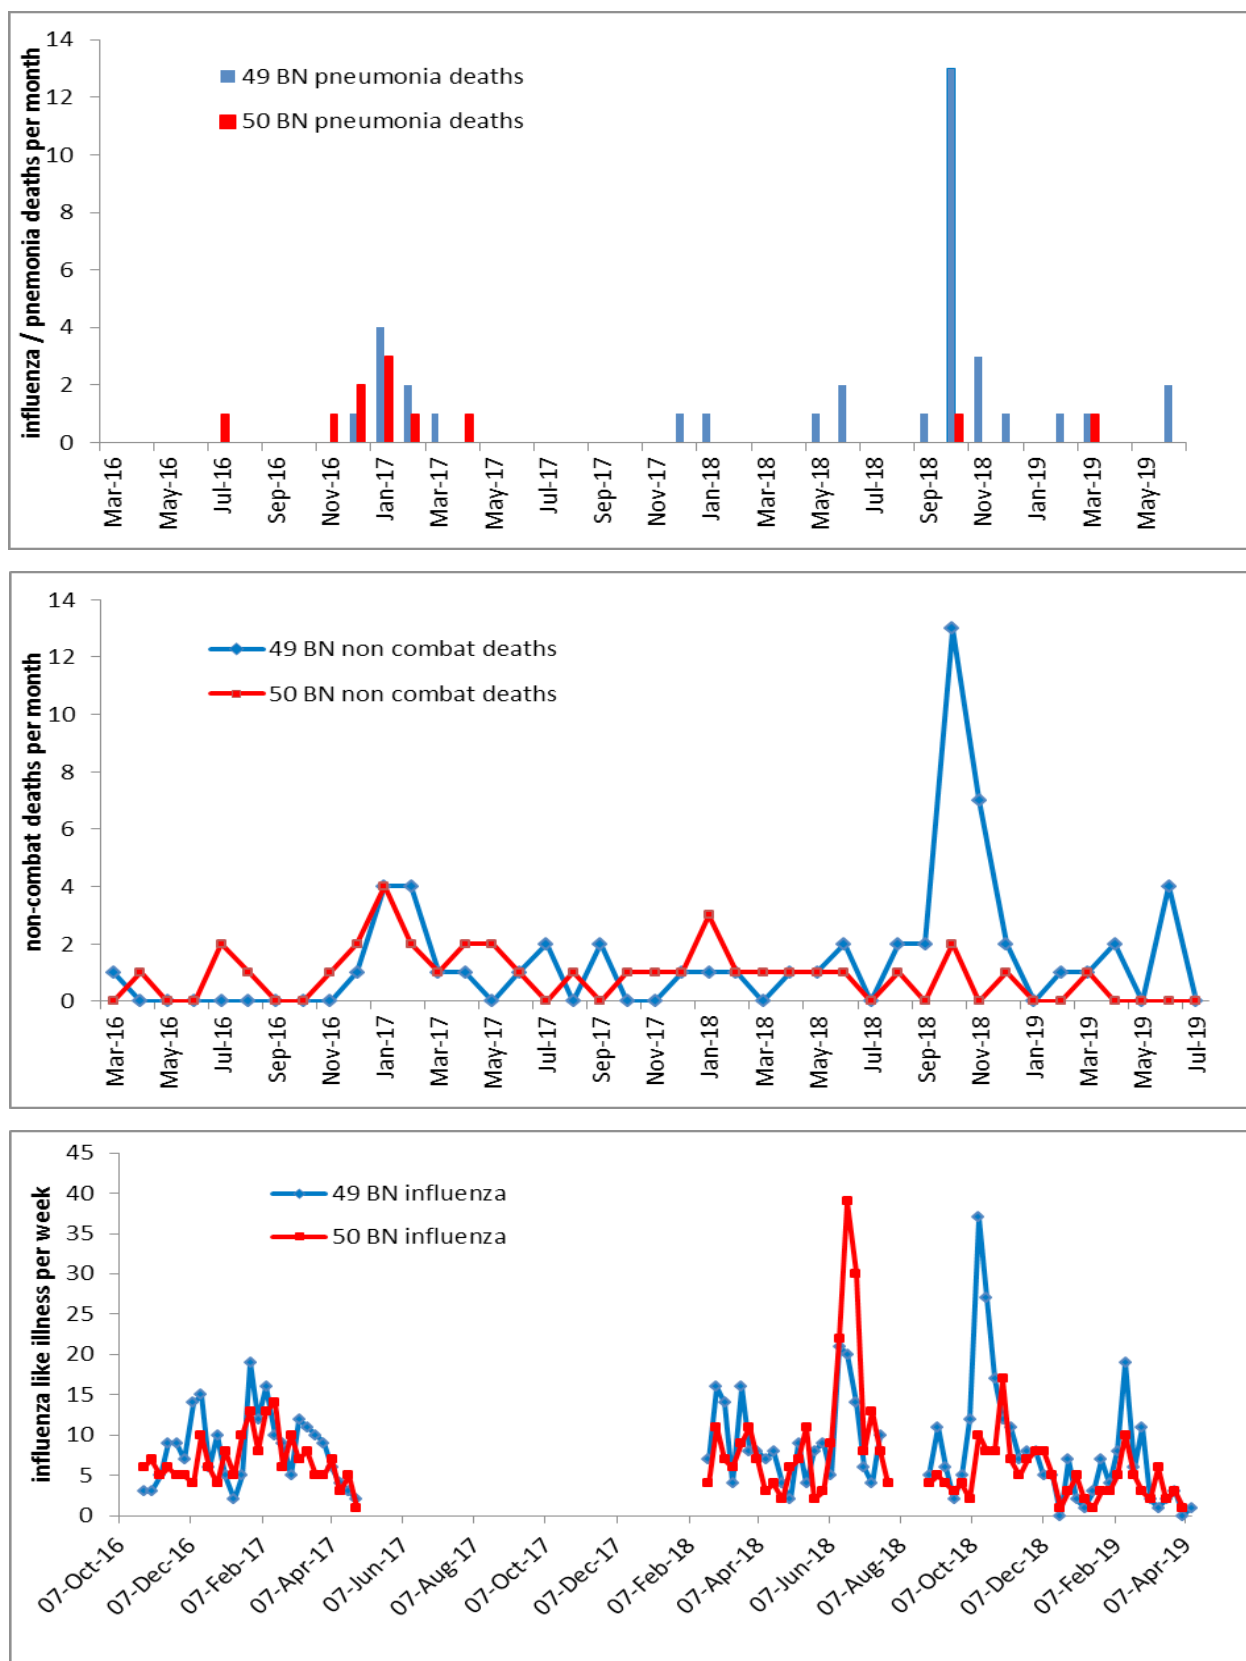 influenza / pnemonia deaths per month
14
12
10
8
6
4
2
0
49 BN pneumonia deaths
50 BN pneumonia deaths
Mar-16
May-16
Jul-16
Sep-16
Nov-16
Jan-17
Mar-17
May-17
Jul-17
Sep-17
Nov-17
Jan-18
Mar-18
May-18
Jul-18
Sep-18
Nov-18
Jan-19
Mar-19
May-19
non-combat deaths per month
14
12
10
8
6
4
2
0
49 BN non combat deaths
50 BN non combat deaths
Mar-16
May-16
Jul-16
Sep-16
Nov-16
Jan-17
Mar-17
May-17
Jul-17
Sep-17
Nov-17
Jan-18
Mar-18
May-18
Jul-18
Sep-18
Nov-18
Jan-19
Mar-19
May-19
Jul-19
influenza like illness per week
45
40
35
30
25
20
15
10
5
0
49 BN influenza
50 BN influenza
07-Oct-16
07-Dec-16
07-Feb-17
07-Apr-17
07-Jun-17
07-Aug-17
07-Oct-17
07-Dec-17
07-Feb-18
07-Apr-18
07-Jun-18
07-Aug-18
07-Oct-18
07-Dec-18
07-Feb-19
07-Apr-19